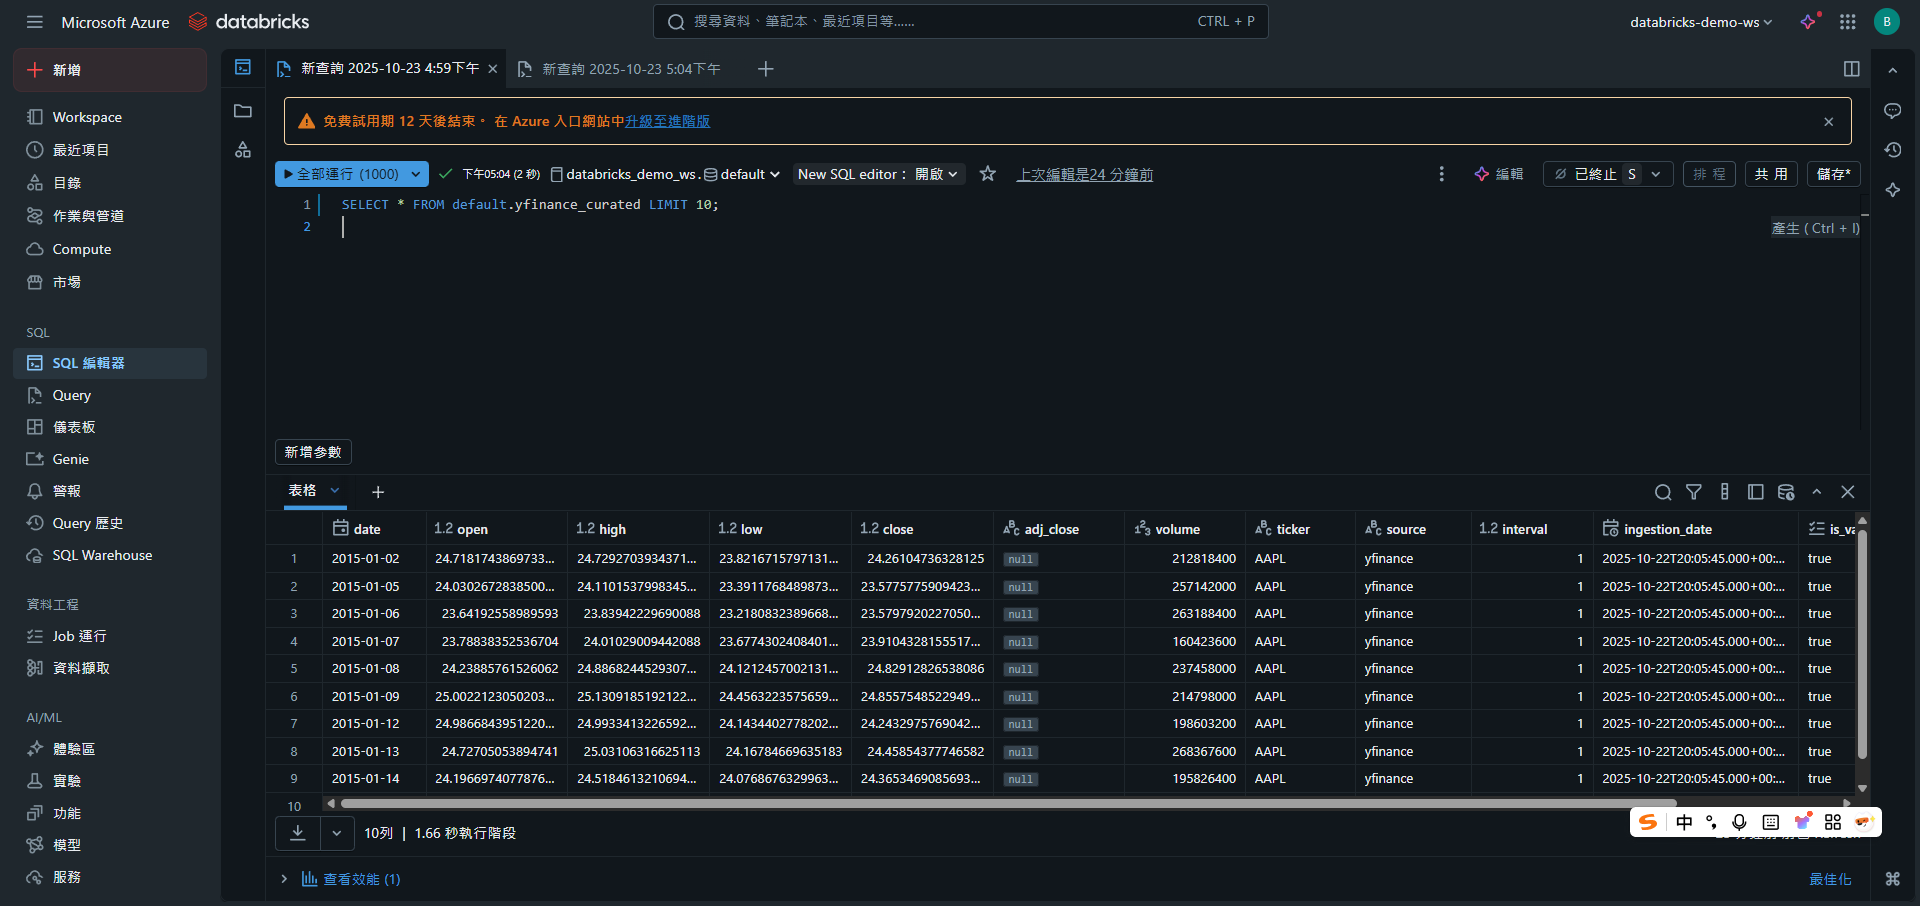 Microsoft Azure databricks
搜尋資料、筆記本、最近項目等...... CTRL + P
databricks-demo-ws
B
新增
Workspace
最近項目
目錄
作業與管道
Compute
市場
SQL
SQL 編輯器
Query
儀表板
Genie
警報
Query 歷史
SQL Warehouse
資料工程
Job 運行
資料擷取
AI/ML
體驗區
實驗
功能
模型
服務
新查詢 2025-10-23 4:59下午
新查詢 2025-10-23 5:04下午
免費試用期 12 天後結束。 在 Azure 入口網站中升級至進階版
全部運行 (1000) 下午05:04 (2 秒) databricks_demo_ws. default New SQL editor： 開啟 上次編輯是24 分鐘前 編輯 已終止 S 排 程 共 用 儲存*
1 SELECT * FROM default.yfinance_curated LIMIT 10;
2
產生 ( Ctrl + I)
新增參數
表格
date 1.2 open 1.2 high 1.2 low 1.2 close adj_close volume ticker source 1.2 interval ingestion_date is_va
1 2015-01-02 24.7181743869733... 24.7292703934371... 23.8216715797131... 24.26104736328125 null 212818400 AAPL yfinance 1 2025-10-22T20:05:45.000+00:... true
2 2015-01-05 24.0302672838500... 24.1101537998345... 23.3911768489873... 23.5775775909423... null 257142000 AAPL yfinance 1 2025-10-22T20:05:45.000+00:... true
3 2015-01-06 23.64192558989593 23.83942229690088 23.2180832389668... 23.5797920227050... null 263188400 AAPL yfinance 1 2025-10-22T20:05:45.000+00:... true
4 2015-01-07 23.78838352536704 24.01029009442088 23.6774302408401... 23.9104328155517... null 160423600 AAPL yfinance 1 2025-10-22T20:05:45.000+00:... true
5 2015-01-08 24.23885761526062 24.8868244529307... 24.1212457002131... 24.82912826538086 null 237458000 AAPL yfinance 1 2025-10-22T20:05:45.000+00:... true
6 2015-01-09 25.0022123050203... 25.1309185192122... 24.4563223575659... 24.8557548522949... null 214798000 AAPL yfinance 1 2025-10-22T20:05:45.000+00:... true
7 2015-01-12 24.9866843951220... 24.9933413226592... 24.1434402778202... 24.2432975769042... null 198603200 AAPL yfinance 1 2025-10-22T20:05:45.000+00:... true
8 2015-01-13 24.72705053894741 25.03106316625113 24.16784669635183 24.45854377746582 null 268367600 AAPL yfinance 1 2025-10-22T20:05:45.000+00:... true
9 2015-01-14 24.1966974077876... 24.5184613210694... 24.0768676329963... 24.3653469085693... null 195826400 AAPL yfinance 1 2025-10-22T20:05:45.000+00:... true
10
10列 | 1.66 秒執行階段
S 中
查看效能 (1)
最佳化